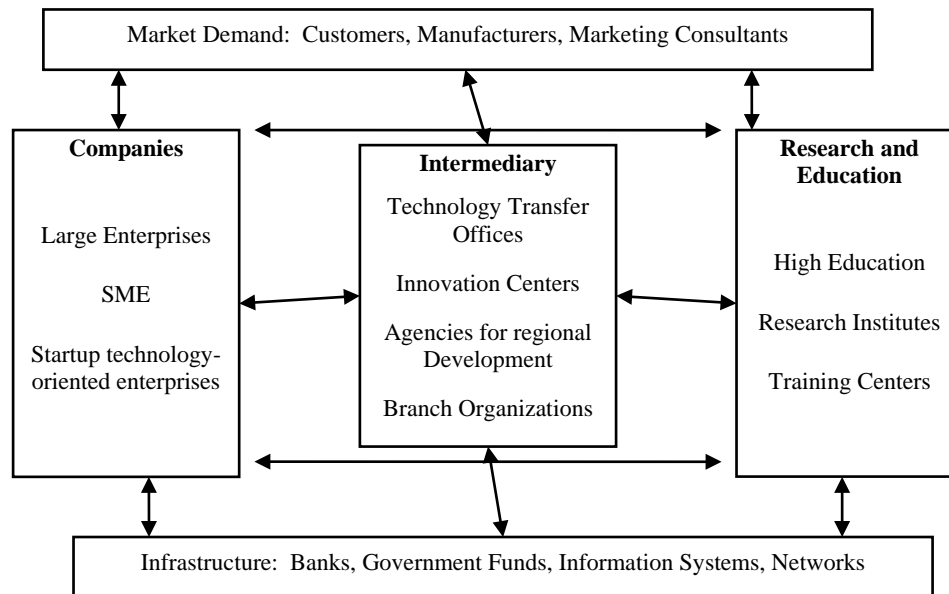 Market Demand:  Customers, Manufacturers, Marketing Consultants
Companies
Large Enterprises
SME
Startup technology-
oriented enterprises
Intermediary
Technology Transfer
Offices
Innovation Centers
Agencies for regional
Development
Branch Organizations
Research and
Education
High Education
Research Institutes
Training Centers
Infrastructure:  Banks, Government Funds, Information Systems, Networks